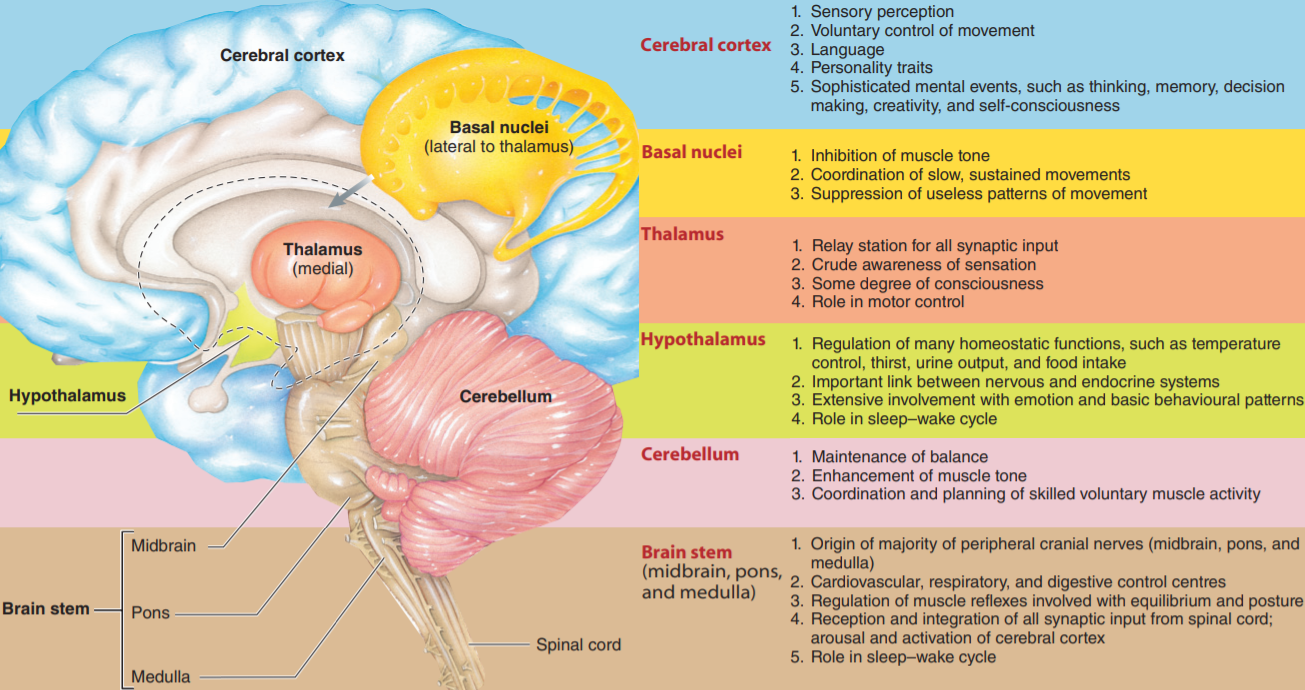 Cerebral cortex
Basal nuclei
(lateral to thalamus)
Thalamus
(medial)
Hypothalamus
Cerebellum
Brain stem
Midbrain
Pons
Medulla
Spinal cord
Cerebral cortex
1. Sensory perception
2. Voluntary control of movement
3. Language
4. Personality traits
5. Sophisticated mental events, such as thinking, memory, decision
making, creativity, and self-consciousness
Basal nuclei
1. Inhibition of muscle tone
2. Coordination of slow, sustained movements
3. Suppression of useless patterns of movement
Thalamus
1. Relay station for all synaptic input
2. Crude awareness of sensation
3. Some degree of consciousness
4. Role in motor control
Hypothalamus
1. Regulation of many homeostatic functions, such as temperature
control, thirst, urine output, and food intake
2. Important link between nervous and endocrine systems
3. Extensive involvement with emotion and basic behavioural patterns
4. Role in sleep–wake cycle
Cerebellum
1. Maintenance of balance
2. Enhancement of muscle tone
3. Coordination and planning of skilled voluntary muscle activity
Brain stem
(midbrain, pons,
and medulla)
1. Origin of majority of peripheral cranial nerves (midbrain, pons, and
medulla)
2. Cardiovascular, respiratory, and digestive control centres
3. Regulation of muscle reflexes involved with equilibrium and posture
4. Reception and integration of all synaptic input from spinal cord;
arousal and activation of cerebral cortex
5. Role in sleep–wake cycle